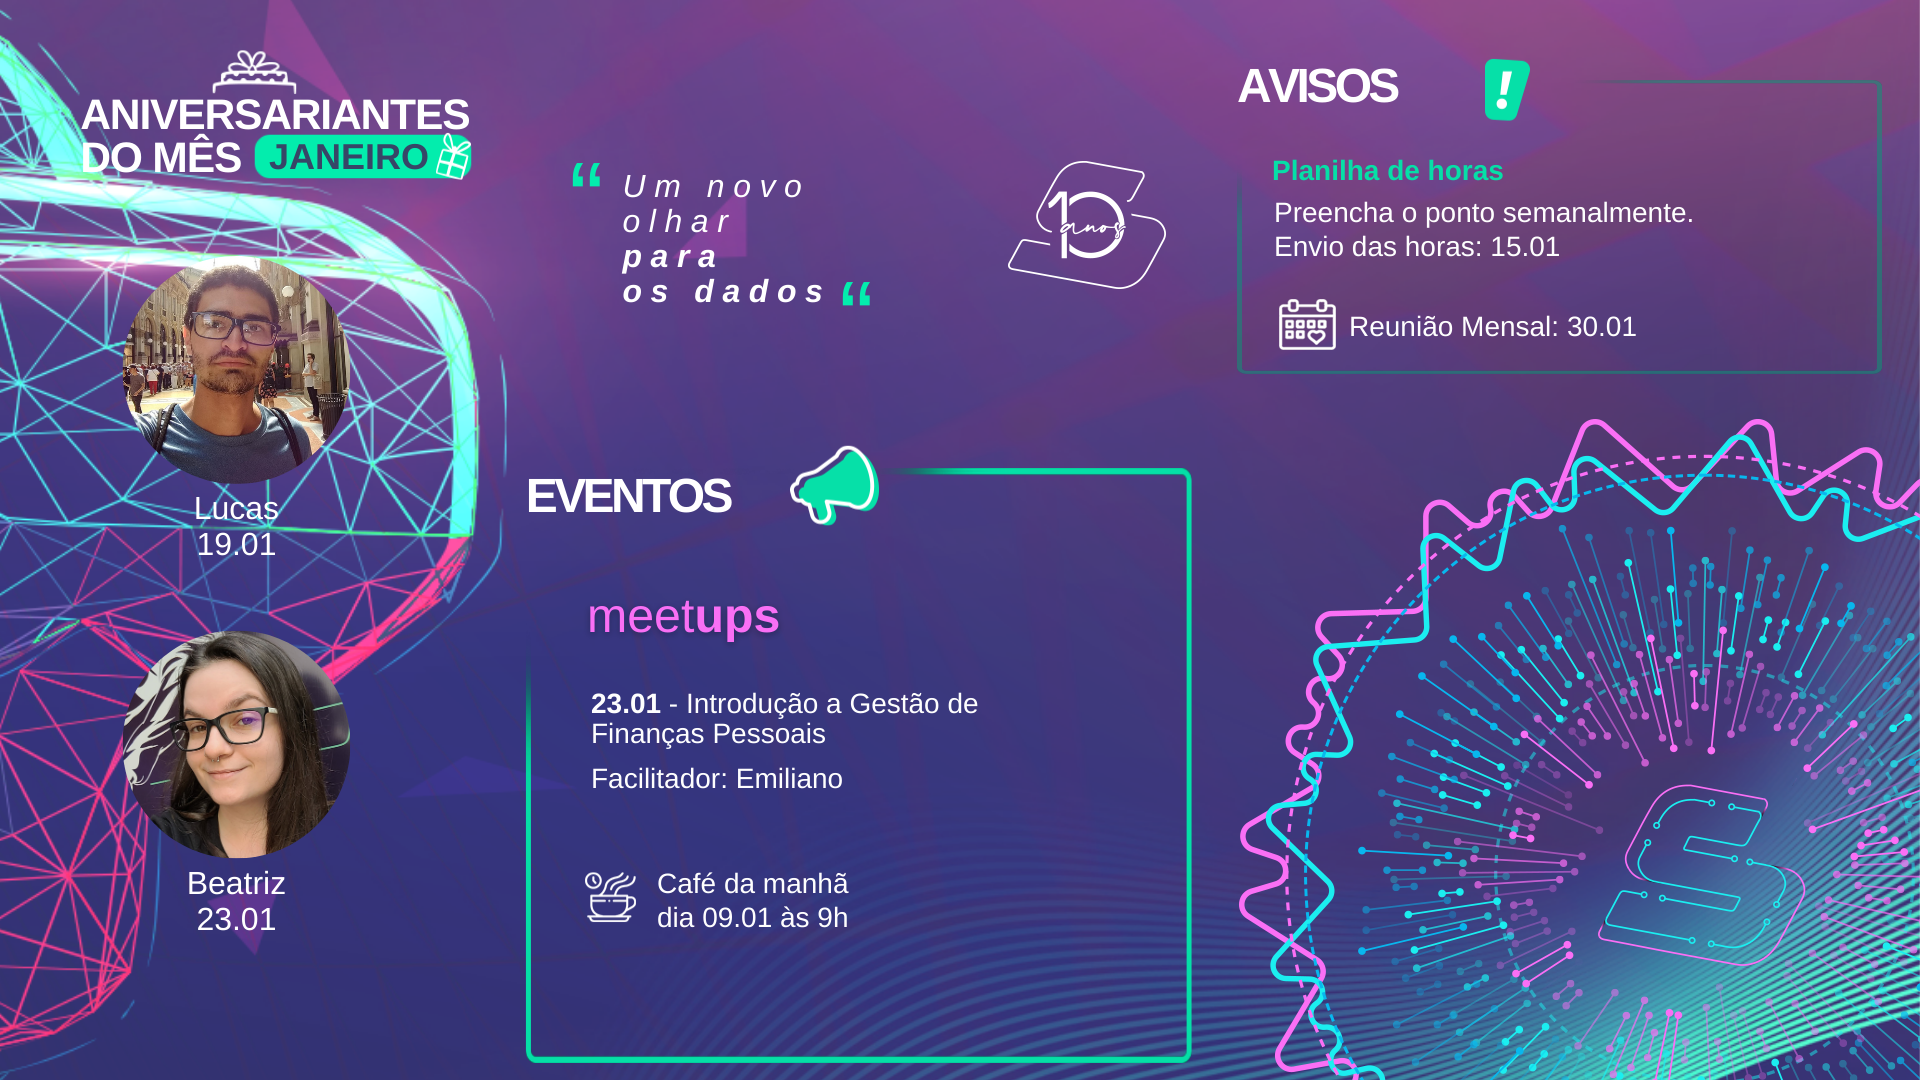 ANIVERSARIANTES
DO MÊS JANEIRO
Lucas
19.01
Beatriz
23.01
“ Um novo
olhar
para
os dados “
10
anos
EVENTOS
meetups
23.01 - Introdução a Gestão de
Finanças Pessoais
Facilitador: Emiliano
Café da manhã
dia 09.01 às 9h
AVISOS !
Planilha de horas
Preencha o ponto semanalmente.
Envio das horas: 15.01
Reunião Mensal: 30.01